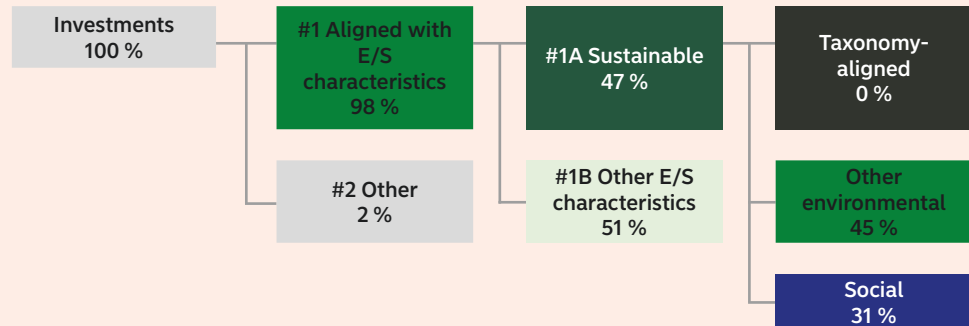 Investments
100 %
#1 Aligned with
E/S
characteristics
98 %
#1A Sustainable
47 %
Taxonomy-
aligned
0 %
#2 Other
2 %
#1B Other E/S
characteristics
51 %
Other
environmental
45 %
Social
31 %